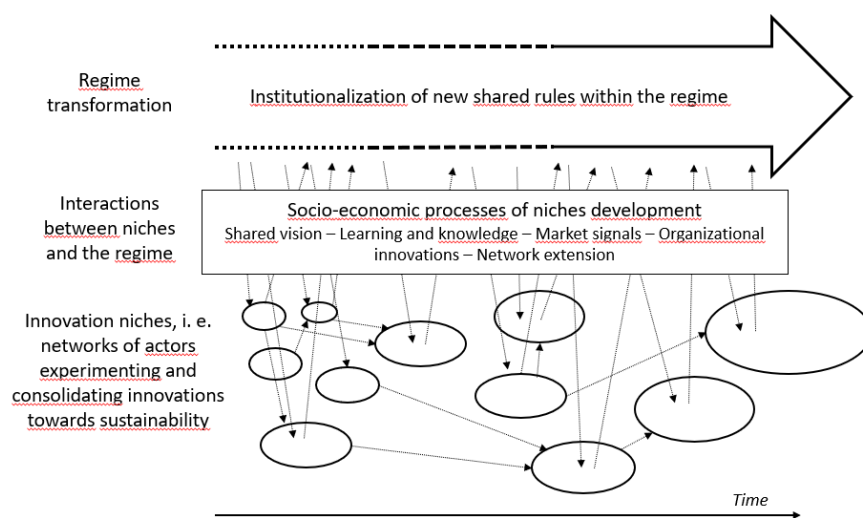 Regime
transformation
Institutionalization of new shared rules within the regime
Interactions
between niches
and the regime
Socio-economic processes of niches development
Shared vision – Learning and knowledge – Market signals – Organizational
innovations – Network extension
Innovation niches, i. e.
networks of actors
experimenting and
consolidating innovations
towards sustainability
Time